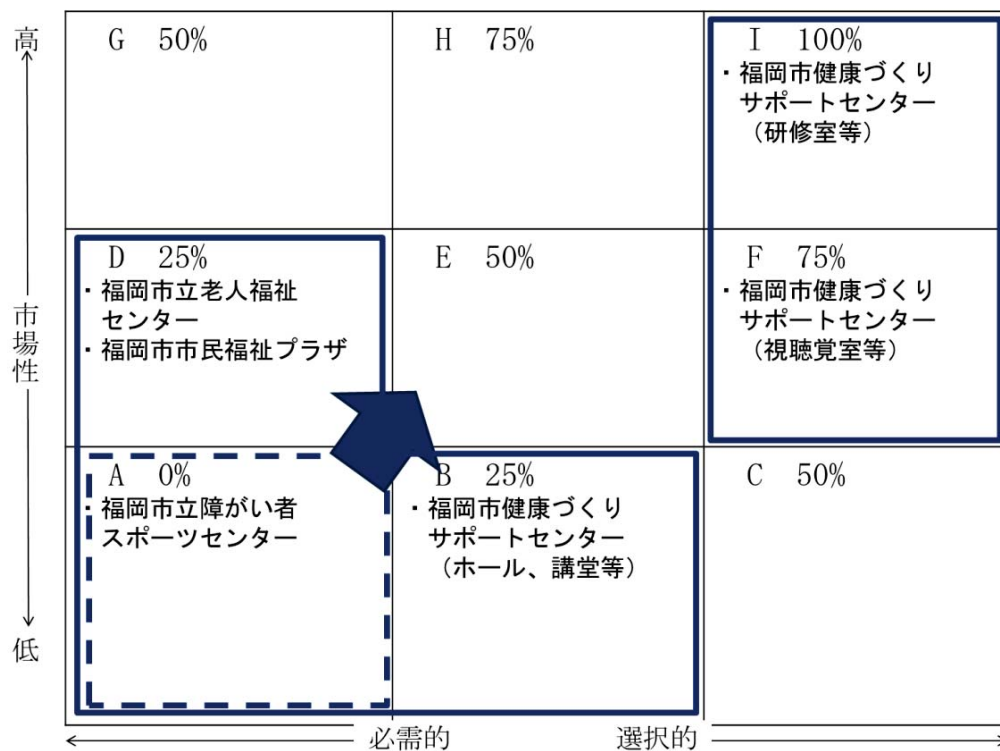 高
市場性
低
G 50%
H 75%
I 100%
・福岡市健康づくり
サポートセンター
（研修室等）
D 25%
・福岡市立老人福祉
センター
・福岡市市民福祉プラザ
E 50%
F 75%
・福岡市健康づくり
サポートセンター
（視聴覚室等）
A 0%
・福岡市立障がい者
スポーツセンター
B 25%
・福岡市健康づくり
サポートセンター
（ホール、講堂等）
C 50%
必需的
選択的